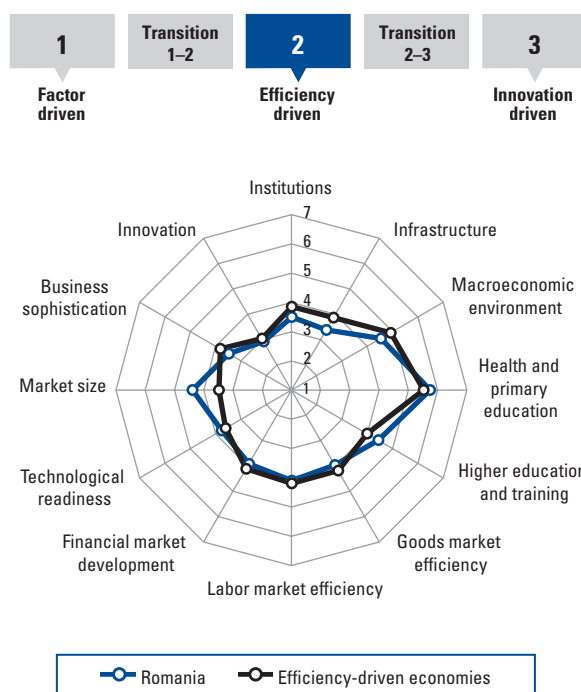 1
Transition
1–2
2
Transition
2–3
3
Factor
driven
Efficiency
driven
Innovation
driven
Institutions
Infrastructure
Macroeconomic
environment
Health and
primary
education
Higher education
and training
Goods market
efficiency
Labor market efficiency
Financial market
development
Technological
readiness
Market size
Business
sophistication
Innovation
7
6
5
4
3
2
1
Romania
Efficiency-driven economies